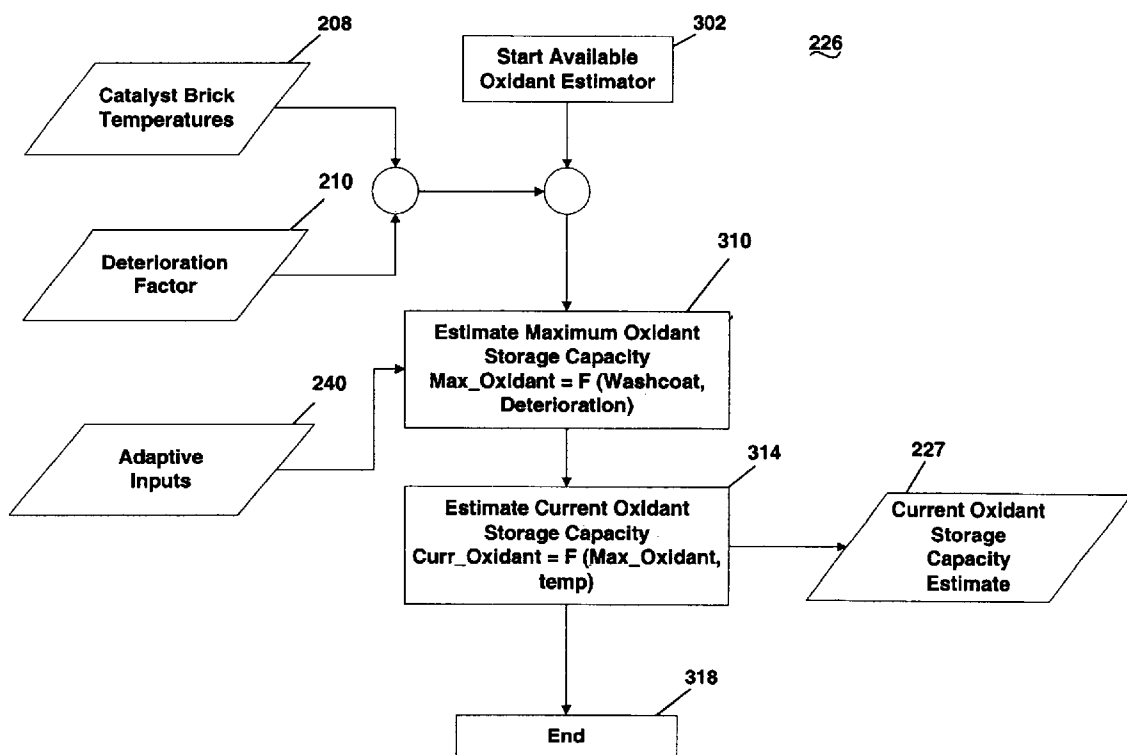 208
302
226
Start Available
Oxidant Estimator
Catalyst Brick
Temperatures
210
Deterioration
Factor
310
Estimate Maximum Oxidant
Storage Capacity
Max_Oxidant = F (Washcoat,
Deterioration)
240
Adaptive
Inputs
314
Estimate Current Oxidant
Storage Capacity
Curr_Oxidant = F (Max_Oxidant,
temp)
227
Current Oxidant
Storage
Capacity
Estimate
318
End